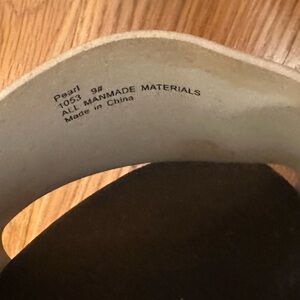 Pearl
1053 9#
ALL MANMADE MATERIALS
Made in China